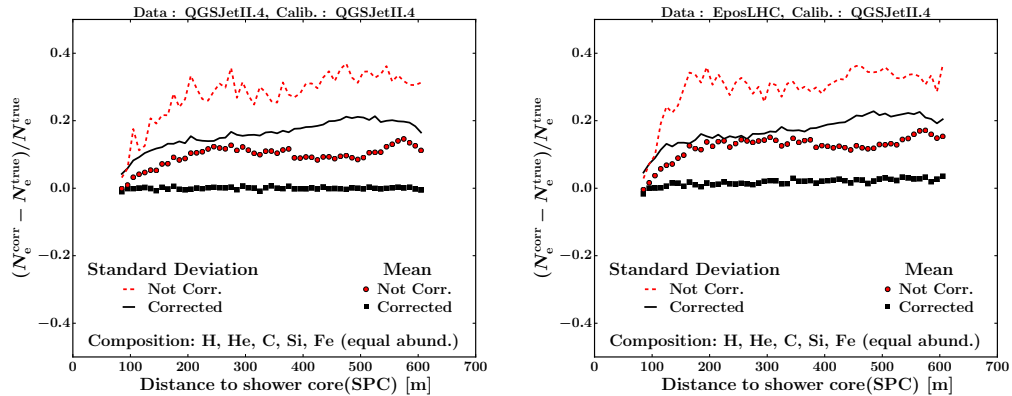 Data : QGSJetII.4, Calib. : QGSJetII.4
(N_e^corr − N_e^true)/N_e^true
0.4
0.2
0.0
−0.2
−0.4
Standard Deviation Mean
Not Corr. Not Corr.
Corrected Corrected
Composition: H, He, C, Si, Fe (equal abund.)
0 100 200 300 400 500 600 700
Distance to shower core(SPC) [m]
Data : EposLHC, Calib. : QGSJetII.4
(N_e^corr − N_e^true)/N_e^true
0.4
0.2
0.0
−0.2
−0.4
Standard Deviation Mean
Not Corr. Not Corr.
Corrected Corrected
Composition: H, He, C, Si, Fe (equal abund.)
0 100 200 300 400 500 600 700
Distance to shower core(SPC) [m]